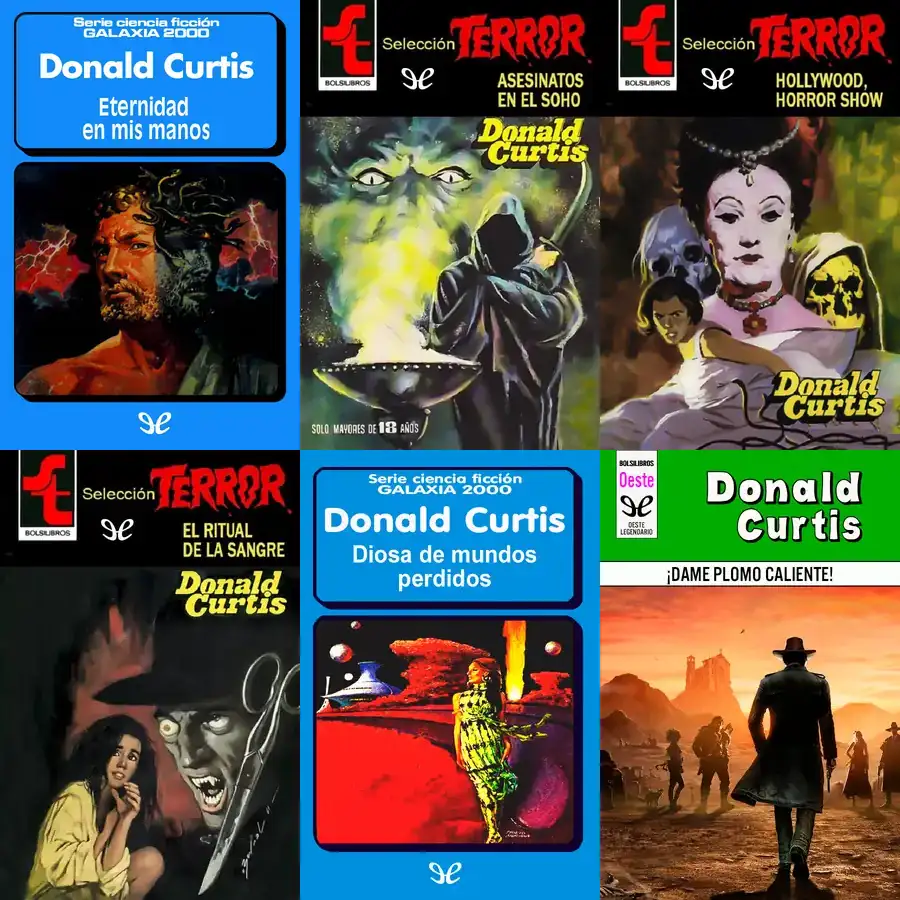 Serie ciencia ficción
GALAXIA 2000
Donald Curtis
Eternidad
en mis manos
BOLSILIBROS
Selección TERROR
ASESINATOS
EN EL SOHO
Donald
Curtis
SOLO MAYORES DE 18 AÑOS
BOLSILIBROS
Selección TERROR
HOLLYWOOD,
HORROR SHOW
Donald
Curtis
BOLSILIBROS
Selección TERROR
EL RITUAL
DE LA SANGRE
Donald
Curtis
Serie ciencia ficción
GALAXIA 2000
Donald Curtis
Diosa de mundos
perdidos
BOLSILIBROS
Oeste
OESTE
LEGENDARIO
Donald
Curtis
¡DAME PLOMO CALIENTE!